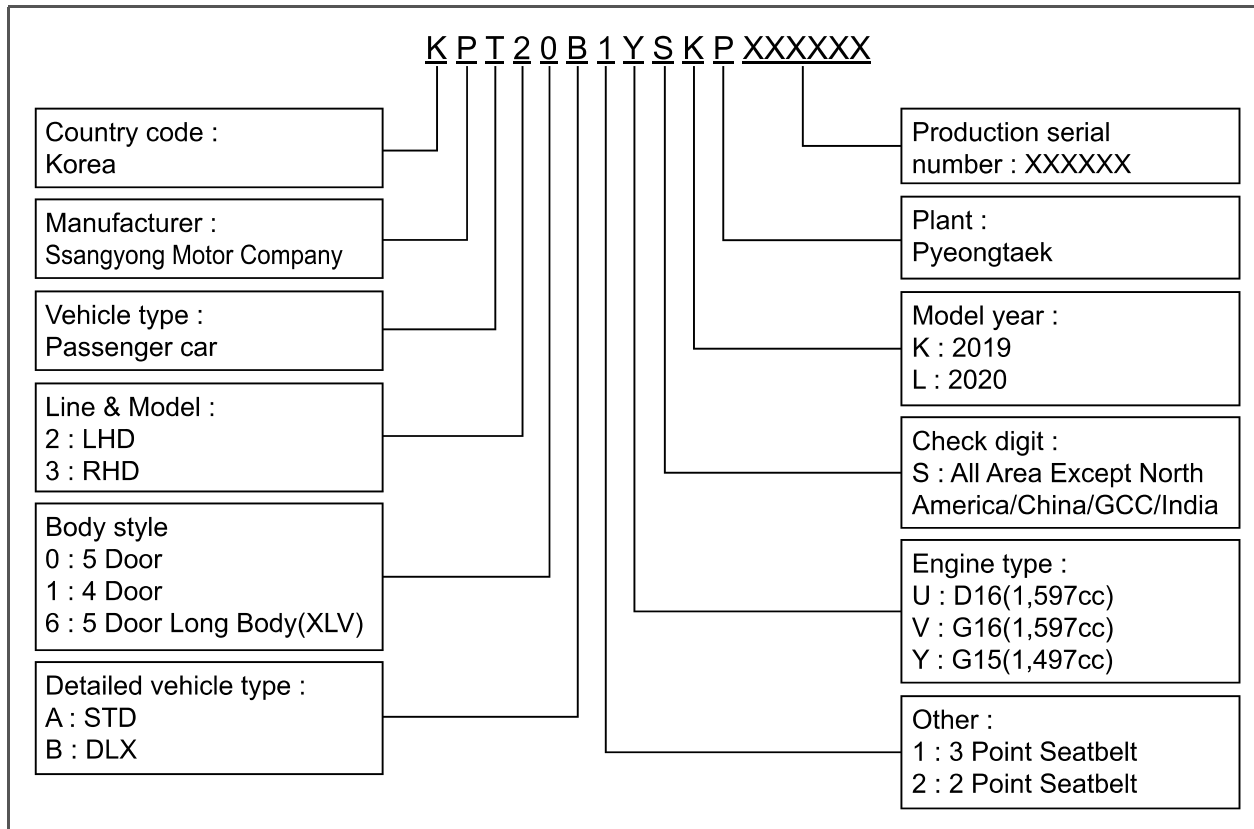 KPT20B1YSKPXXXXXX
Country code :
Korea
Manufacturer :
Ssangyong Motor Company
Vehicle type :
Passenger car
Line & Model :
2 : LHD
3 : RHD
Body style
0 : 5 Door
1 : 4 Door
6 : 5 Door Long Body(XLV)
Detailed vehicle type :
A : STD
B : DLX
Production serial
number : XXXXXX
Plant :
Pyeongtaek
Model year :
K : 2019
L : 2020
Check digit :
S : All Area Except North
America/China/GCC/India
Engine type :
U : D16(1,597cc)
V : G16(1,597cc)
Y : G15(1,497cc)
Other :
1 : 3 Point Seatbelt
2 : 2 Point Seatbelt